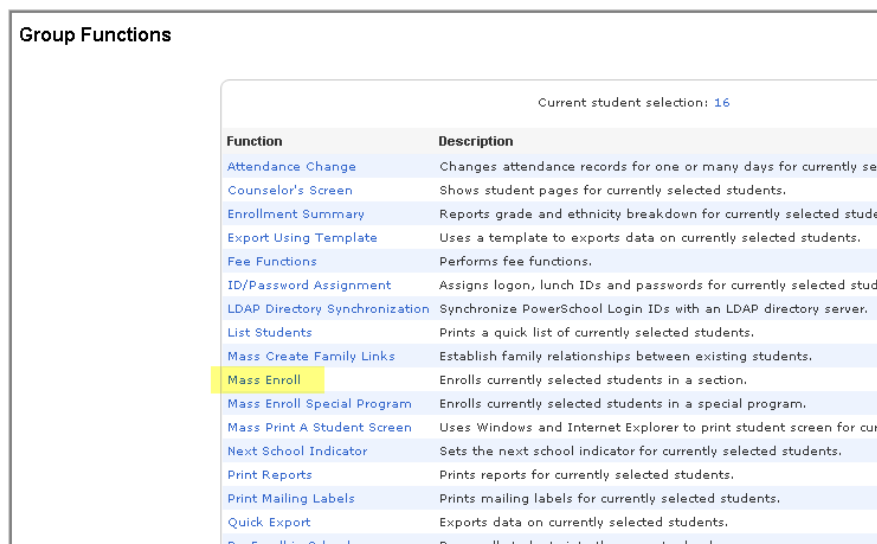 Group Functions
Current student selection: 16
Function Description
Attendance Change Changes attendance records for one or many days for currently se
Counselor's Screen Shows student pages for currently selected students.
Enrollment Summary Reports grade and ethnicity breakdown for currently selected stude
Export Using Template Uses a template to exports data on currently selected students.
Fee Functions Performs fee functions.
ID/Password Assignment Assigns logon, lunch IDs and passwords for currently selected stud
LDAP Directory Synchronization Synchronize PowerSchool Login IDs with an LDAP directory server.
List Students Prints a quick list of currently selected students.
Mass Create Family Links Establish family relationships between existing students.
Mass Enroll Enrolls currently selected students in a section.
Mass Enroll Special Program Enrolls currently selected students in a special program.
Mass Print A Student Screen Uses Windows and Internet Explorer to print student screen for cur
Next School Indicator Sets the next school indicator for currently selected students.
Print Reports Prints reports for currently selected students.
Print Mailing Labels Prints mailing labels for currently selected students.
Quick Export Exports data on currently selected students.